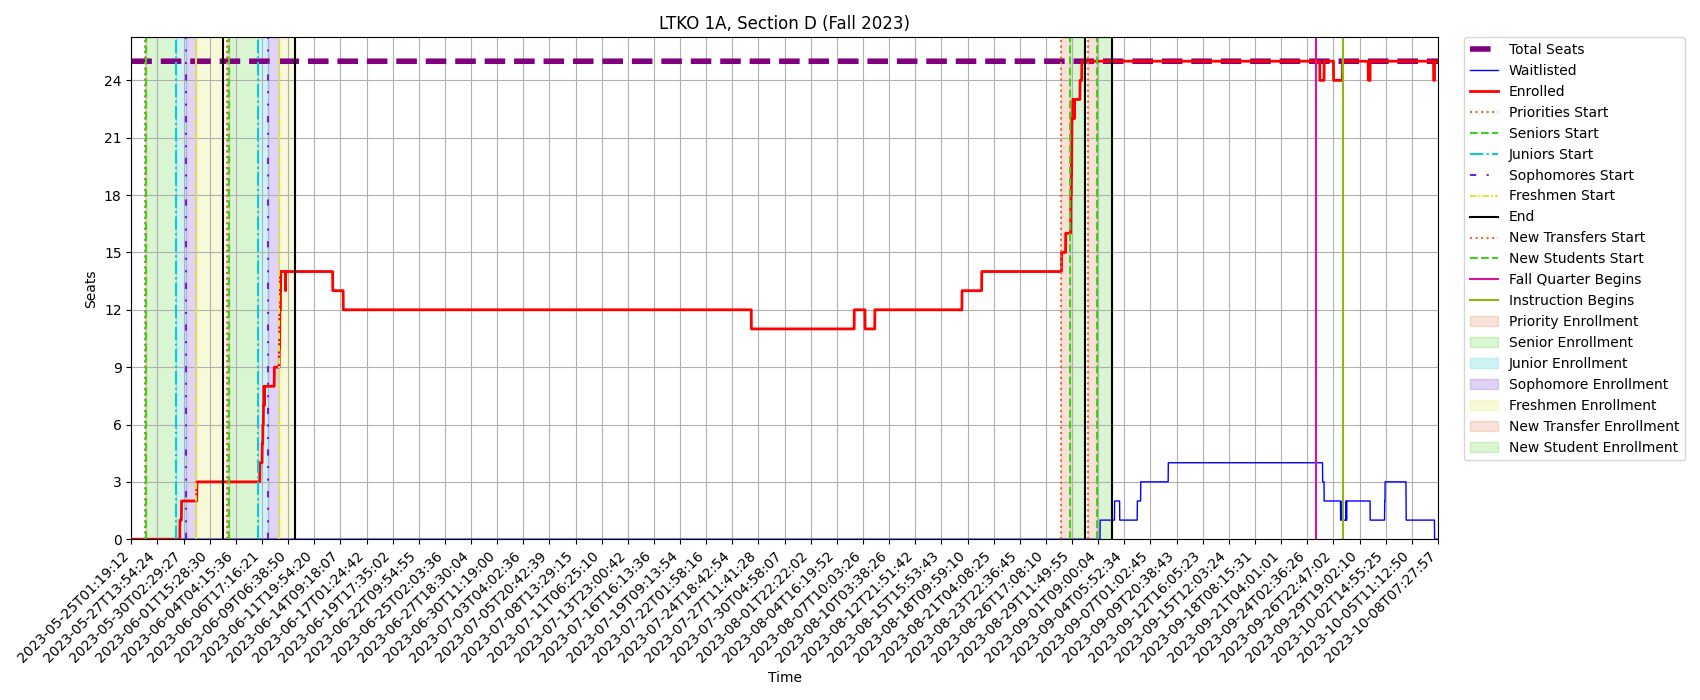 LTKO 1A, Section D (Fall 2023)
Seats
24
21
18
15
12
9
6
3
0
2023-05-25T01:19:12
2023-05-27T13:54:24
2023-05-30T02:29:27
2023-06-01T15:28:30
2023-06-04T04:15:36
2023-06-06T17:16:21
2023-06-09T06:38:50
2023-06-11T19:54:20
2023-06-14T09:18:07
2023-06-17T01:24:42
2023-06-19T17:35:02
2023-06-22T09:54:55
2023-06-25T02:03:36
2023-06-27T18:30:04
2023-06-30T11:19:00
2023-07-03T04:02:36
2023-07-05T20:42:39
2023-07-08T13:29:15
2023-07-11T06:25:10
2023-07-13T23:00:42
2023-07-16T16:13:36
2023-07-19T09:13:54
2023-07-22T01:58:16
2023-07-24T18:42:54
2023-07-27T11:41:28
2023-07-30T04:58:07
2023-08-01T22:22:02
2023-08-04T16:19:52
2023-08-07T10:03:26
2023-08-10T03:38:26
2023-08-12T21:51:42
2023-08-15T15:53:43
2023-08-18T09:59:10
2023-08-21T04:08:25
2023-08-23T22:36:45
2023-08-26T17:08:10
2023-08-29T11:49:55
2023-09-01T09:00:04
2023-09-04T05:52:34
2023-09-07T01:02:45
2023-09-09T20:38:43
2023-09-12T16:05:23
2023-09-15T12:03:24
2023-09-18T08:15:31
2023-09-21T04:01:01
2023-09-24T02:36:26
2023-09-26T22:47:02
2023-09-29T19:02:10
2023-10-02T14:55:25
2023-10-05T11:12:50
2023-10-08T07:27:57
Time
Total Seats
Waitlisted
Enrolled
Priorities Start
Seniors Start
Juniors Start
Sophomores Start
Freshmen Start
End
New Transfers Start
New Students Start
Fall Quarter Begins
Instruction Begins
Priority Enrollment
Senior Enrollment
Junior Enrollment
Sophomore Enrollment
Freshmen Enrollment
New Transfer Enrollment
New Student Enrollment